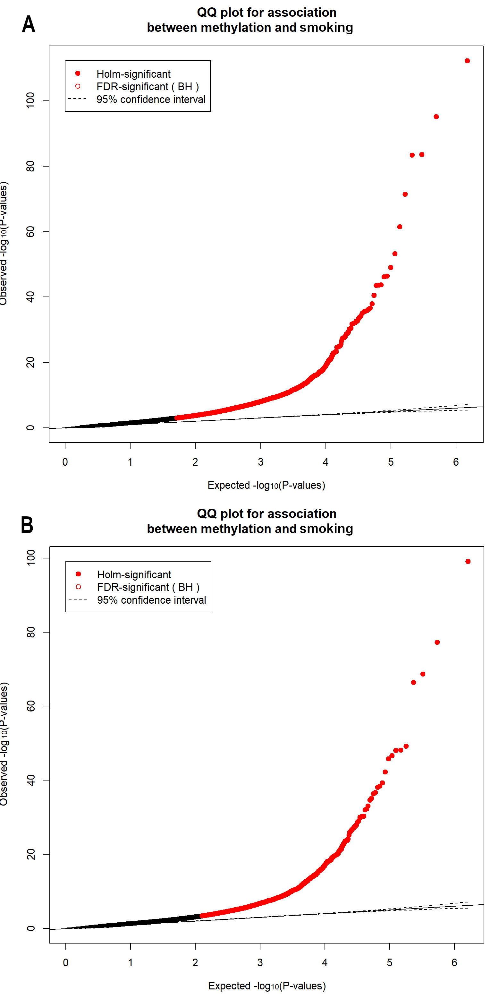 A
QQ plot for association
between methylation and smoking
Holm-significant
FDR-significant ( BH )
95% confidence interval
Observed -log10(P-values)
0
20
40
60
80
100
0 1 2 3 4 5 6
Expected -log10(P-values)
B
QQ plot for association
between methylation and smoking
Holm-significant
FDR-significant ( BH )
95% confidence interval
Observed -log10(P-values)
0
20
40
60
80
100
0 1 2 3 4 5 6
Expected -log10(P-values)